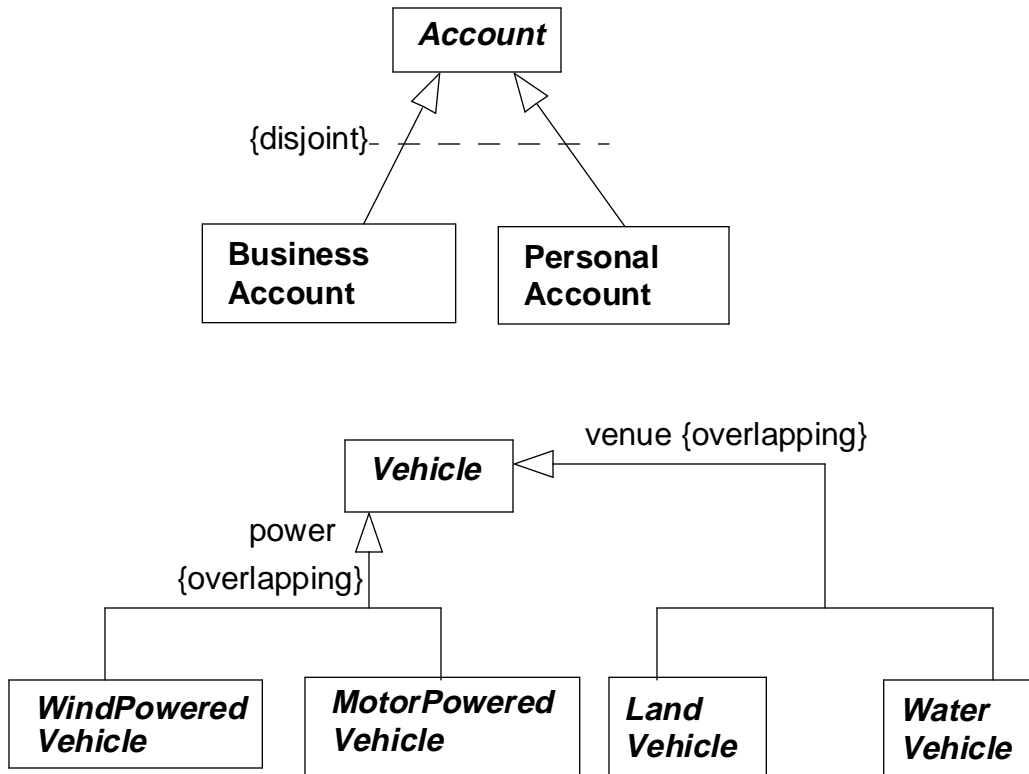 Account
{disjoint}
Business
Account
Personal
Account
venue {overlapping}
Vehicle
power
{overlapping}
WindPowered
Vehicle
MotorPowered
Vehicle
Land
Vehicle
Water
Vehicle